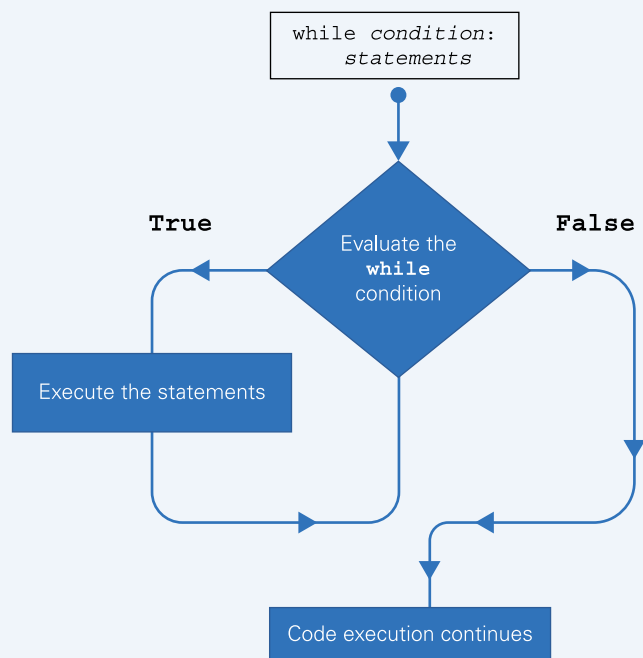 while condition:
statements
True
False
Evaluate the
while
condition
Execute the statements
Code execution continues